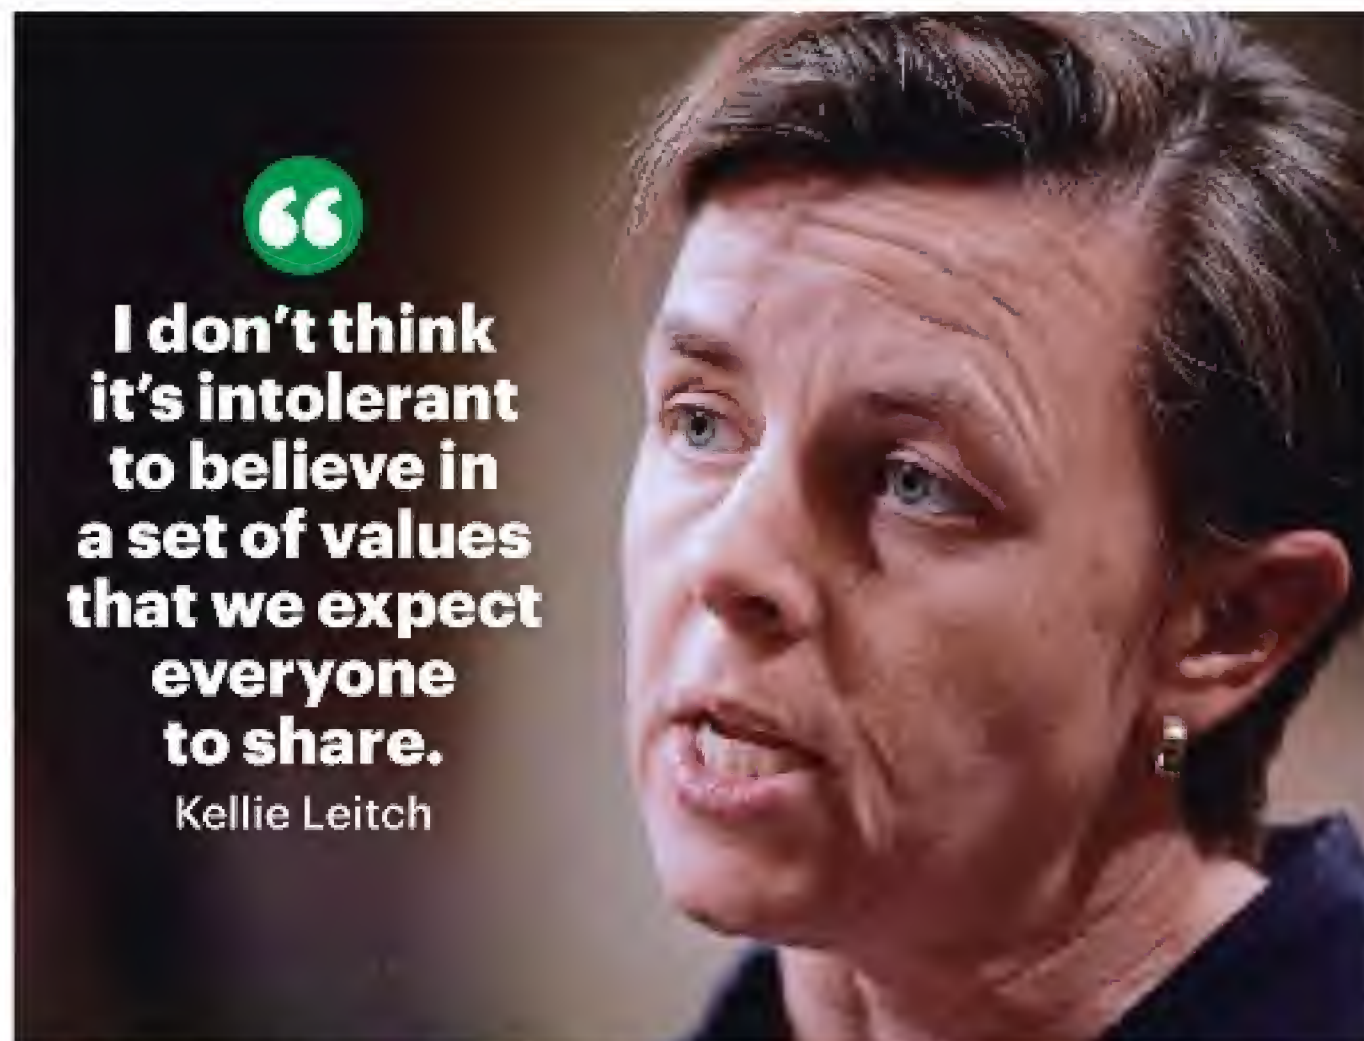 “
I don’t think
it’s intolerant
to believe in
a set of values
that we expect
everyone
to share.
Kellie Leitch